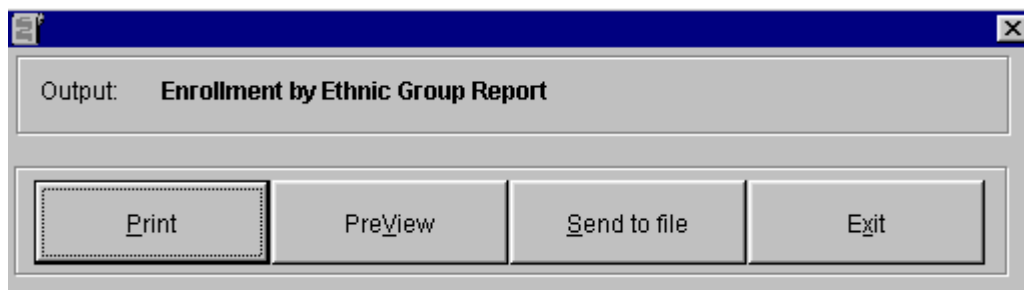 Output: Enrollment by Ethnic Group Report
Print PreView Send to file Exit